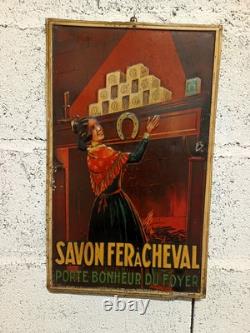 SAVON FER À CHEVAL
PORTE BONHEUR DU FOYER